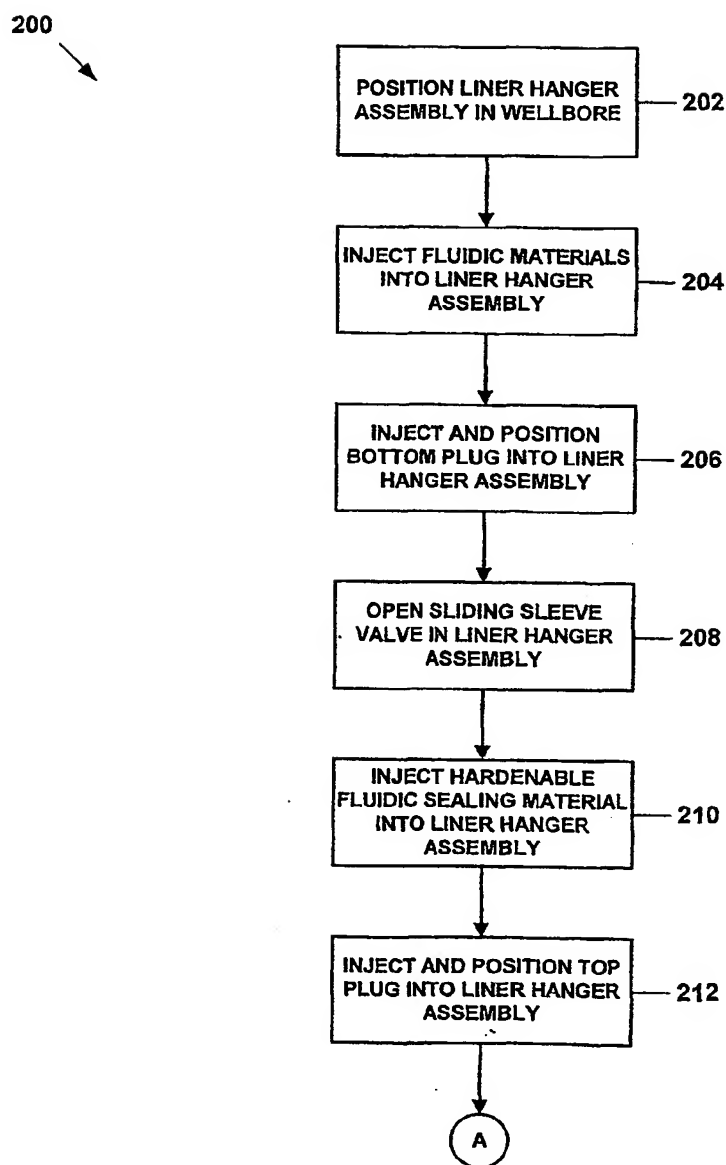 200
POSITION LINER HANGER
ASSEMBLY IN WELLBORE
202
INJECT FLUIDIC MATERIALS
INTO LINER HANGER
ASSEMBLY
204
INJECT AND POSITION
BOTTOM PLUG INTO LINER
HANGER ASSEMBLY
206
OPEN SLIDING SLEEVE
VALVE IN LINER HANGER
ASSEMBLY
208
INJECT HARDENABLE
FLUIDIC SEALING MATERIAL
INTO LINER HANGER
ASSEMBLY
210
INJECT AND POSITION TOP
PLUG INTO LINER HANGER
ASSEMBLY
212
A